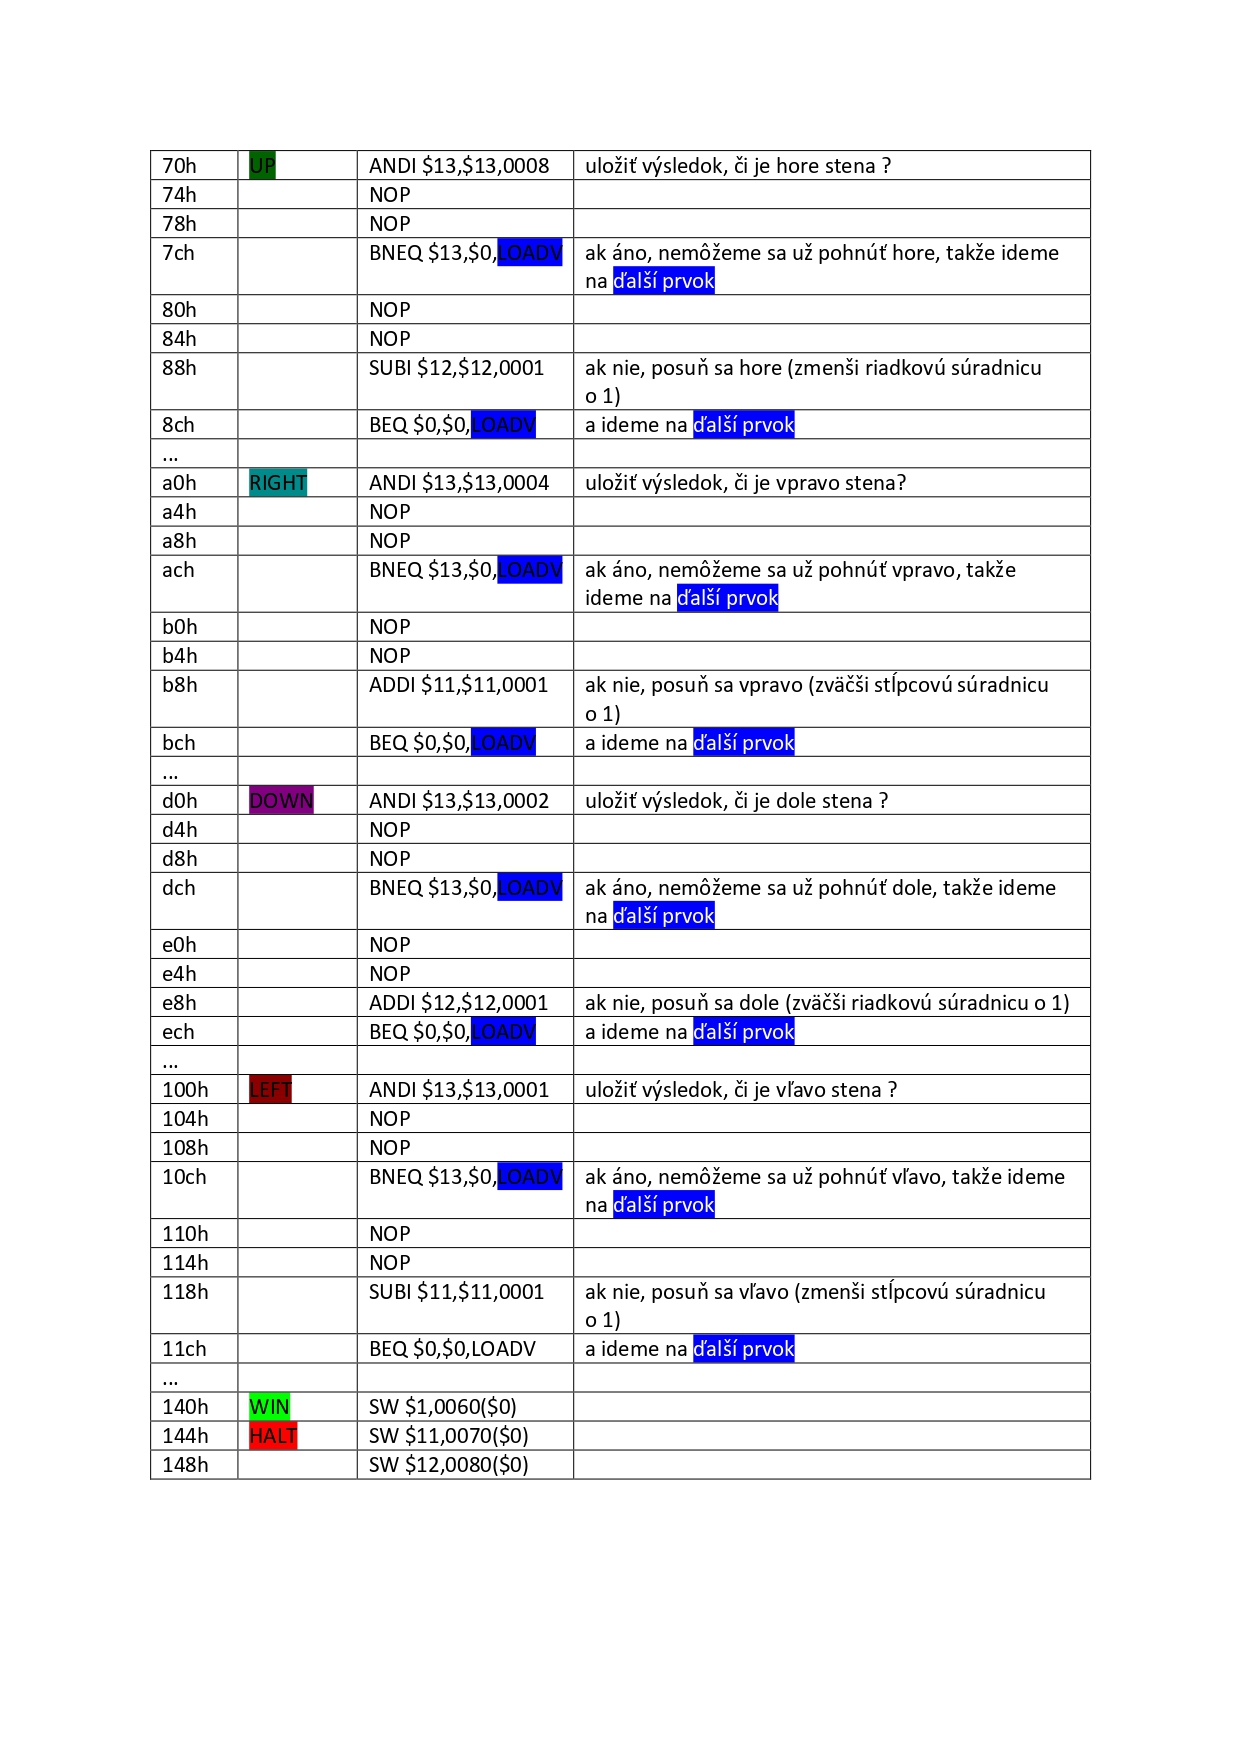 70h UP ANDI $13,$13,0008 uložiť výsledok, či je hore stena ?
74h NOP
78h NOP
7ch BNEQ $13,$0,LOADV ak áno, nemôžeme sa už pohnúť hore, takže ideme
na ďalší prvok
80h NOP
84h NOP
88h SUBI $12,$12,0001 ak nie, posuň sa hore (zmenši riadkovú súradnicu
o 1)
8ch BEQ $0,$0,LOADV a ideme na ďalší prvok
...
a0h RIGHT ANDI $13,$13,0004 uložiť výsledok, či je vpravo stena?
a4h NOP
a8h NOP
ach BNEQ $13,$0,LOADV ak áno, nemôžeme sa už pohnúť vpravo, takže
ideme na ďalší prvok
b0h NOP
b4h NOP
b8h ADDI $11,$11,0001 ak nie, posuň sa vpravo (zväčši stĺpcovú súradnicu
o 1)
bch BEQ $0,$0,LOADV a ideme na ďalší prvok
...
d0h DOWN ANDI $13,$13,0002 uložiť výsledok, či je dole stena ?
d4h NOP
d8h NOP
dch BNEQ $13,$0,LOADV ak áno, nemôžeme sa už pohnúť dole, takže ideme
na ďalší prvok
e0h NOP
e4h NOP
e8h ADDI $12,$12,0001 ak nie, posuň sa dole (zväčši riadkovú súradnicu o 1)
ech BEQ $0,$0,LOADV a ideme na ďalší prvok
...
100h LEFT ANDI $13,$13,0001 uložiť výsledok, či je vľavo stena ?
104h NOP
108h NOP
10ch BNEQ $13,$0,LOADV ak áno, nemôžeme sa už pohnúť vľavo, takže ideme
na ďalší prvok
110h NOP
114h NOP
118h SUBI $11,$11,0001 ak nie, posuň sa vľavo (zmenši stĺpcovú súradnicu
o 1)
11ch BEQ $0,$0,LOADV a ideme na ďalší prvok
...
140h WIN SW $1,0060($0)
144h HALT SW $11,0070($0)
148h SW $12,0080($0)